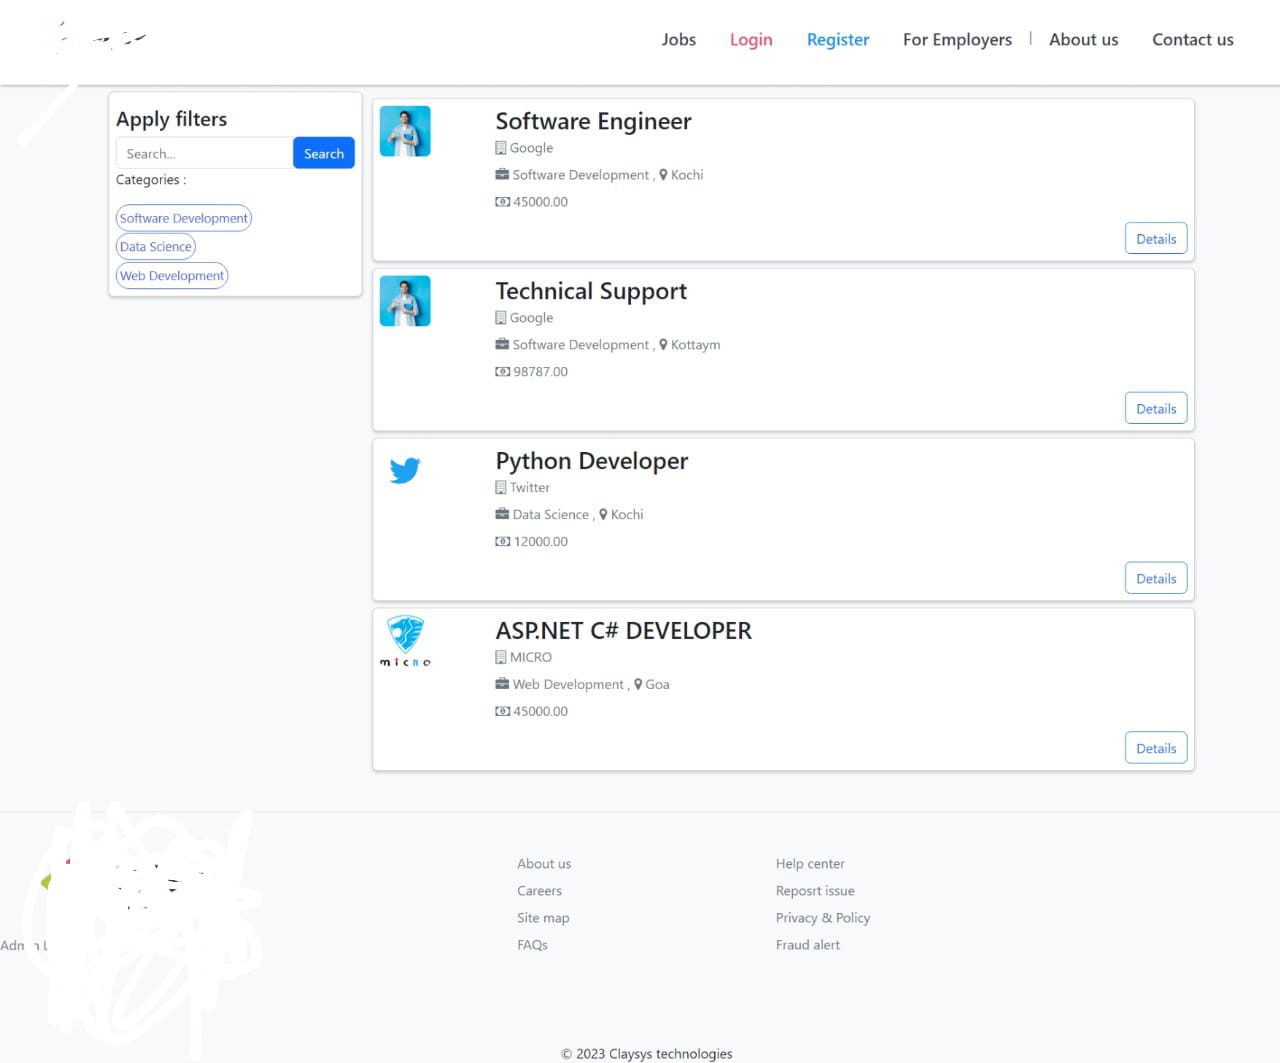 Jobs Login Register For Employers | About us Contact us
Apply filters
Search... Search
Categories :
Software Development
Data Science
Web Development
Software Engineer
Google
Software Development , Kochi
45000.00
Details
Technical Support
Google
Software Development , Kottaym
98787.00
Details
Python Developer
Twitter
Data Science , Kochi
12000.00
Details
micro
ASP.NET C# DEVELOPER
MICRO
Web Development , Goa
45000.00
Details
About us
Careers
Site map
FAQs
Help center
Reposrt issue
Privacy & Policy
Fraud alert
Admin L
© 2023 Claysys technologies